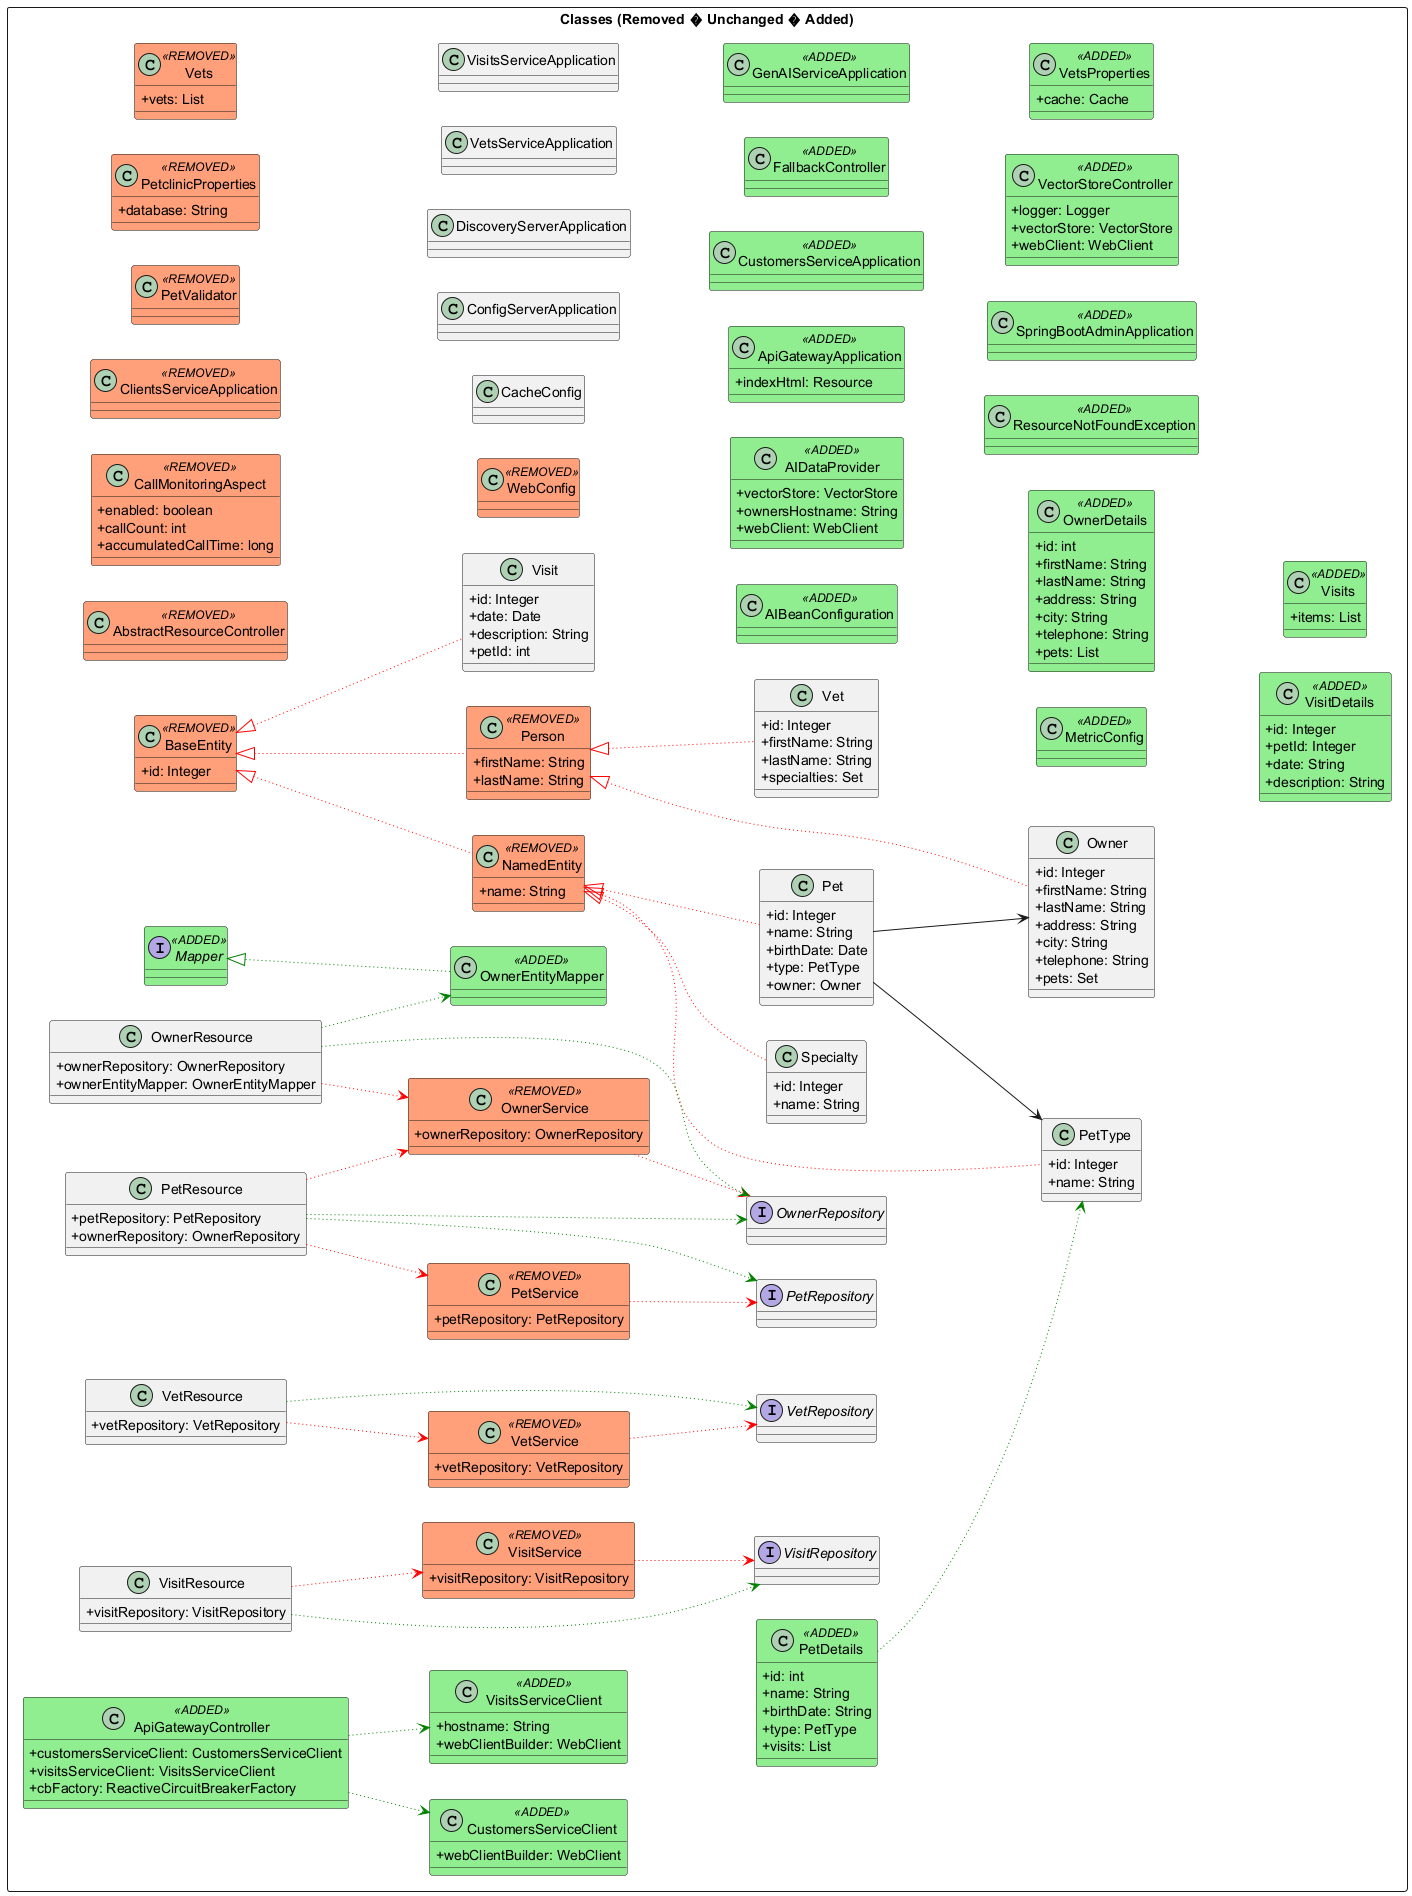 Classes (Removed � Unchanged � Added)
C
«REMOVED»
Vets
+vets: List
C
«REMOVED»
PetclinicProperties
+database: String
C
«REMOVED»
PetValidator
C
«REMOVED»
ClientsServiceApplication
C
«REMOVED»
CallMonitoringAspect
+enabled: boolean
+callCount: int
+accumulatedCallTime: long
C
«REMOVED»
AbstractResourceController
C
«REMOVED»
BaseEntity
+id: Integer
I
«ADDED»
Mapper
C
OwnerResource
+ownerRepository: OwnerRepository
+ownerEntityMapper: OwnerEntityMapper
C
PetResource
+petRepository: PetRepository
+ownerRepository: OwnerRepository
C
VetResource
+vetRepository: VetRepository
C
VisitResource
+visitRepository: VisitRepository
C
«ADDED»
ApiGatewayController
+customersServiceClient: CustomersServiceClient
+visitsServiceClient: VisitsServiceClient
+cbFactory: ReactiveCircuitBreakerFactory
C
VisitsServiceApplication
C
VetsServiceApplication
C
DiscoveryServerApplication
C
ConfigServerApplication
C
CacheConfig
C
«REMOVED»
WebConfig
C
Visit
+id: Integer
+date: Date
+description: String
+petId: int
C
«REMOVED»
Person
+firstName: String
+lastName: String
C
«REMOVED»
NamedEntity
+name: String
C
«ADDED»
OwnerEntityMapper
C
«REMOVED»
OwnerService
+ownerRepository: OwnerRepository
C
«REMOVED»
PetService
+petRepository: PetRepository
C
«REMOVED»
VetService
+vetRepository: VetRepository
C
«REMOVED»
VisitService
+visitRepository: VisitRepository
C
«ADDED»
VisitsServiceClient
+hostname: String
+webClientBuilder: WebClient
C
«ADDED»
CustomersServiceClient
+webClientBuilder: WebClient
C
«ADDED»
GenAIServiceApplication
C
«ADDED»
FallbackController
C
«ADDED»
CustomersServiceApplication
C
«ADDED»
ApiGatewayApplication
+indexHtml: Resource
C
«ADDED»
AIDataProvider
+vectorStore: VectorStore
+ownersHostname: String
+webClient: WebClient
C
«ADDED»
AIBeanConfiguration
C
Vet
+id: Integer
+firstName: String
+lastName: String
+specialties: Set
C
Pet
+id: Integer
+name: String
+birthDate: Date
+type: PetType
+owner: Owner
C
Specialty
+id: Integer
+name: String
I
OwnerRepository
I
PetRepository
I
VetRepository
I
VisitRepository
C
«ADDED»
PetDetails
+id: int
+name: String
+birthDate: String
+type: PetType
+visits: List
C
«ADDED»
VetsProperties
+cache: Cache
C
«ADDED»
VectorStoreController
+logger: Logger
+vectorStore: VectorStore
+webClient: WebClient
C
«ADDED»
SpringBootAdminApplication
C
«ADDED»
ResourceNotFoundException
C
«ADDED»
OwnerDetails
+id: int
+firstName: String
+lastName: String
+address: String
+city: String
+telephone: String
+pets: List
C
«ADDED»
MetricConfig
C
Owner
+id: Integer
+firstName: String
+lastName: String
+address: String
+city: String
+telephone: String
+pets: Set
C
PetType
+id: Integer
+name: String
C
«ADDED»
Visits
+items: List
C
«ADDED»
VisitDetails
+id: Integer
+petId: Integer
+date: String
+description: String